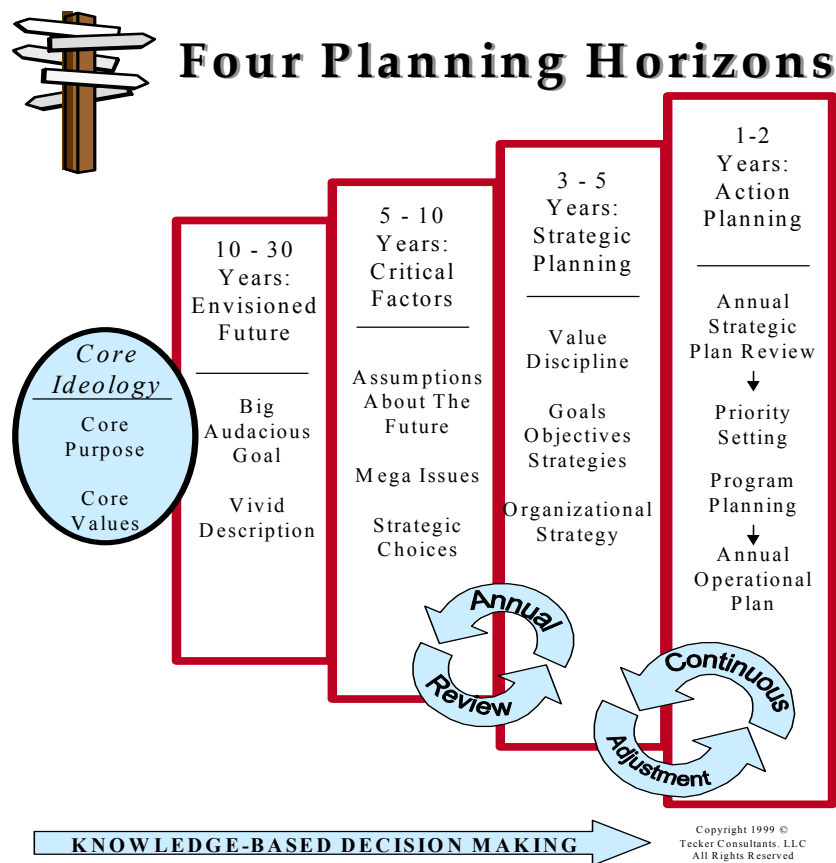 Four Planning Horizons
Core
Ideology
Core
Purpose
Core
Values
10 - 30
Years:
Envisioned
Future
Big
Audacious
Goal
Vivid
Description
5 - 10
Years:
Critical
Factors
Assumptions
About The
Future
Mega Issues
Strategic
Choices
3 - 5
Years:
Strategic
Planning
Value
Discipline
Goals
Objectives
Strategies
Organizational
Strategy
1-2
Years:
Action
Planning
Annual
Strategic
Plan Review
Priority
Setting
Program
Planning
Annual
Operational
Plan
Annual
Review
Continuous
Adjustment
KNOWLEDGE-BASED DECISION MAKING
Copyright 1999 ©
Tecker Consultants. LLC
All Rights Reserved